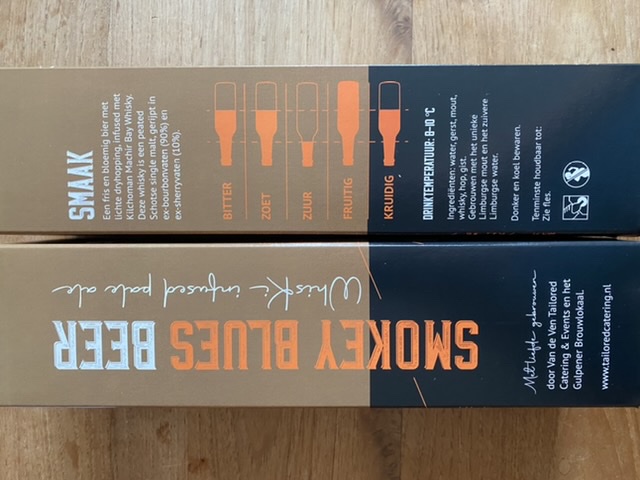 SMAAK
Een fris en bloemig bier met
lichte dryhopping, infused met
Kilchoman Machir Bay Whisky.
Deze whisky is een peated
Schotse single malt, gerijpt in
ex-bourbonvaten (90%) en
ex-sherryvaten (10%).
BITTER
ZOET
ZUUR
FRUITIG
KRUIDIG
DRINKTEMPERATUUR: 8-10 °C
Ingrediënten: water, gerst, mout,
whisky, hop, gist.
Gebrouwen met het unieke
Limburgse mout en het zuivere
Limburgse water.
Donker en koel bewaren.
Tenminste houdbaar tot:
Zie fles.
SMOKEY BLUES BEER
WhisKi infused pale ale
Met liefde gebrouwen
door Van de Ven Tailored
Catering & Events en het
Gulpener Brouwlokaal.
www.tailoredcatering.nl